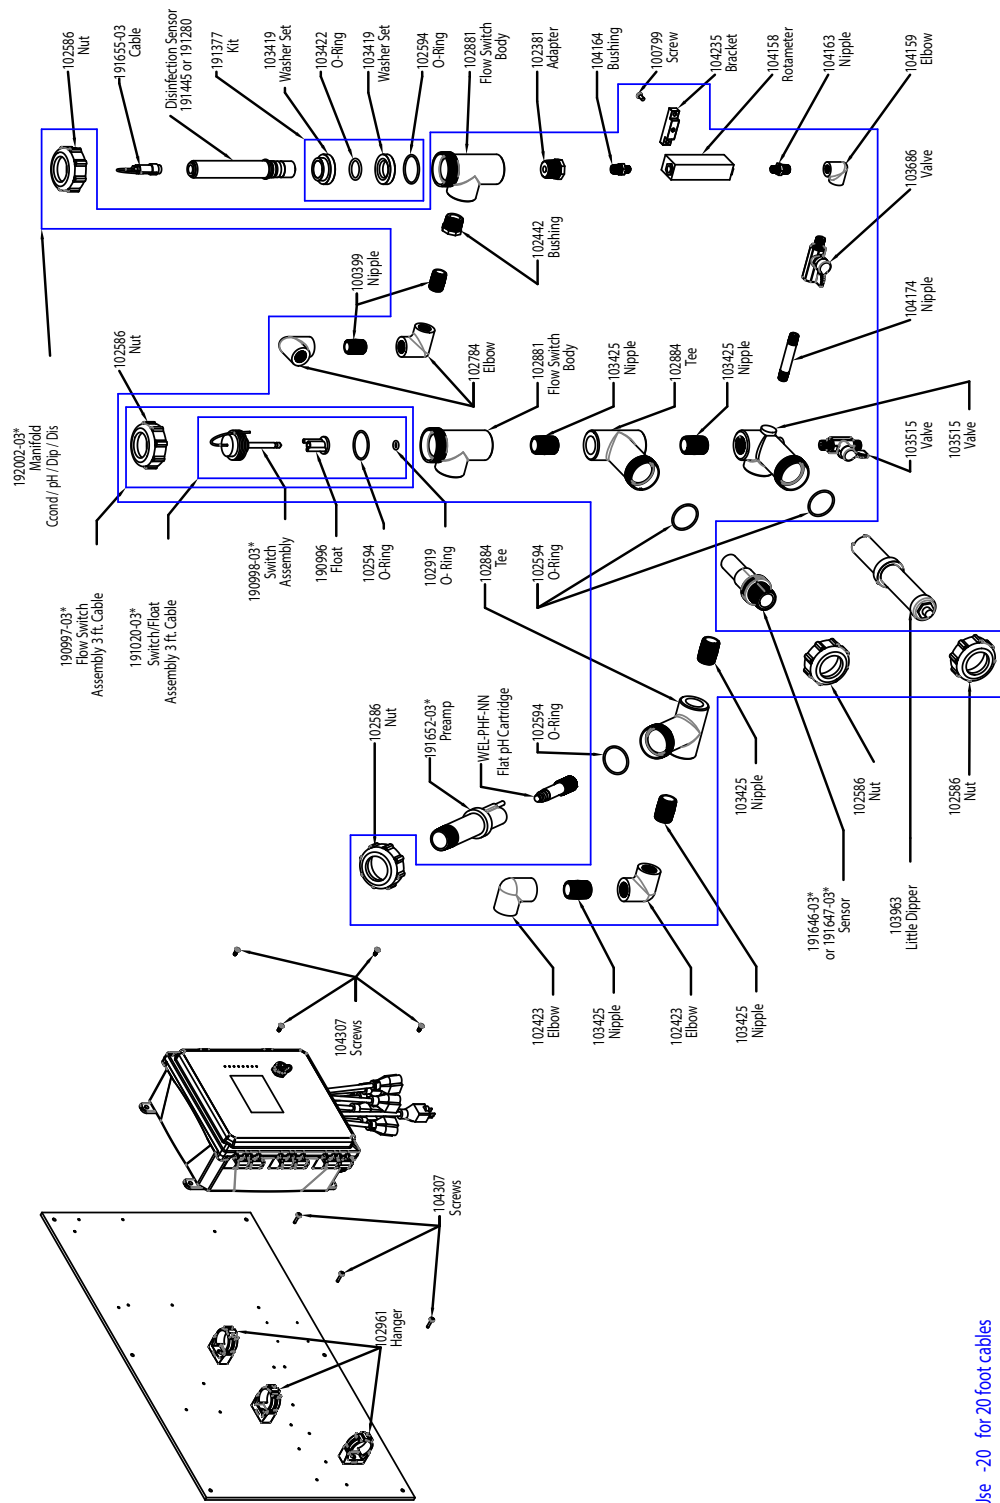 192002-03*
Manifold
Ccond / pH / Dip / Dis
190997-03*
Flow Switch
Assembly 3 ft. Cable
191020-03*
Switch/Float
Assembly 3 ft. Cable
102586
Nut
191655-03
Cable
Disinfection Sensor
191445 or 191280
191377
Kit
103419
Washer Set
103422
O-Ring
103419
Washer Set
102594
O-Ring
102881
Flow Switch
Body
102381
Adapter
104164
Bushing
100799
Screw
104235
Bracket
104158
Rotameter
104163
Nipple
104159
Elbow
103686
Valve
104174
Nipple
103515
Valve
103515
Valve
102442
Bushing
100399
Nipple
102784
Elbow
102586
Nut
190998-03*
Switch
Assembly
190996
Float
102594
O-Ring
102919
O-Ring
102881
Flow Switch
Body
103425
Nipple
102884
Tee
103425
Nipple
102884
Tee
102594
O-Ring
102586
Nut
191652-03*
Preamp
WEL-PHF-NN
Flat pH Cartridge
102594
O-Ring
103425
Nipple
191646-03*
or 191647-03*
Sensor
102586
Nut
103963
Little Dipper
102586
Nut
102423
Elbow
103425
Nipple
102423
Elbow
103425
Nipple
104307
Screws
104307
Screws
102961
Hanger
Use -20 for 20 foot cables